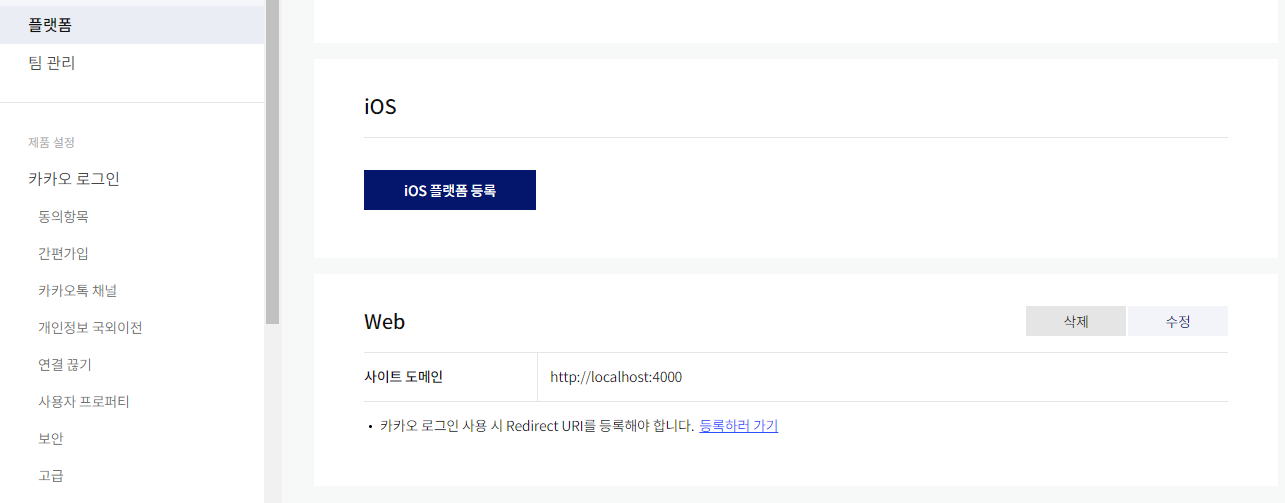 플랫폼
팀 관리
제품 설정
카카오 로그인
동의항목
간편가입
카카오톡 채널
개인정보 국외이전
연결 끊기
사용자 프로퍼티
보안
고급
iOS
iOS 플랫폼 등록
Web
삭제
수정
사이트 도메인
http://localhost:4000
• 카카오 로그인 사용 시 Redirect URI를 등록해야 합니다. 등록하러 가기